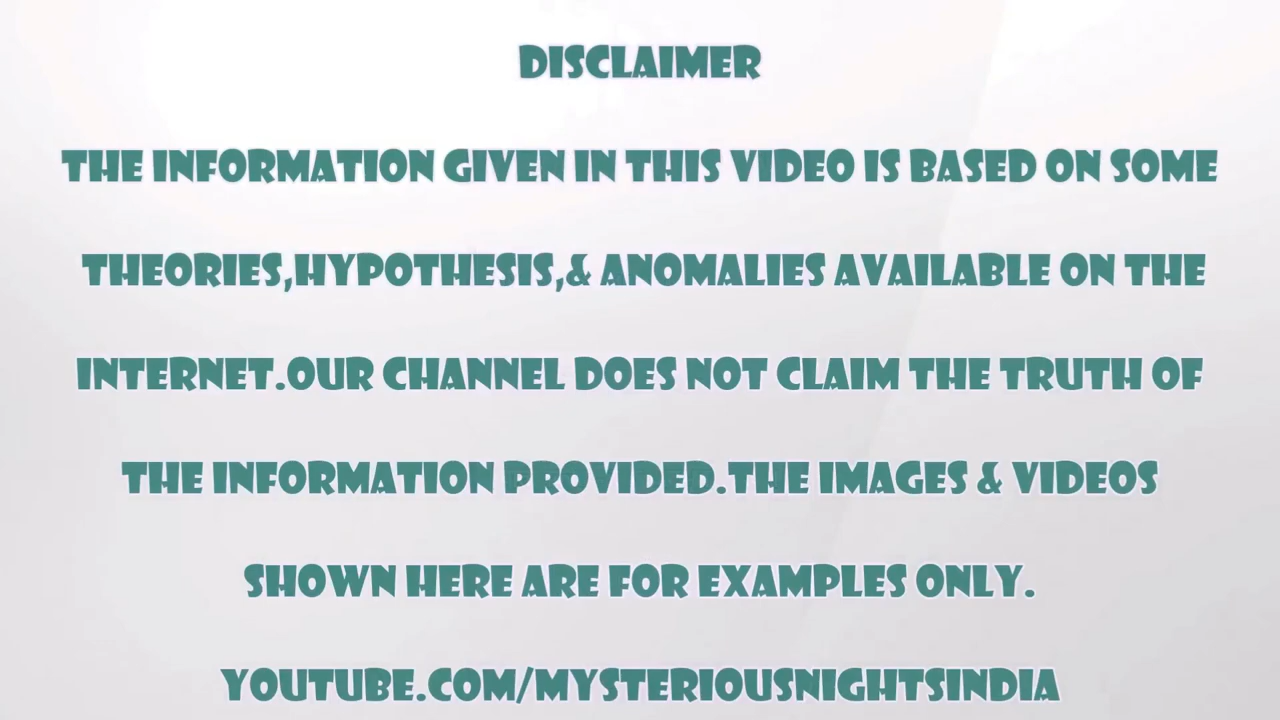 DISCLAIMER
THE INFORMATION GIVEN IN THIS VIDEO IS BASED ON SOME
THEORIES,HYPOTHESIS,& ANOMALIES AVAILABLE ON THE
INTERNET.OUR CHANNEL DOES NOT CLAIM THE TRUTH OF
THE INFORMATION PROVIDED.THE IMAGES & VIDEOS
SHOWN HERE ARE FOR EXAMPLES ONLY.
YOUTUBE.COM/MYSTERIOUSNIGHTSINDIA